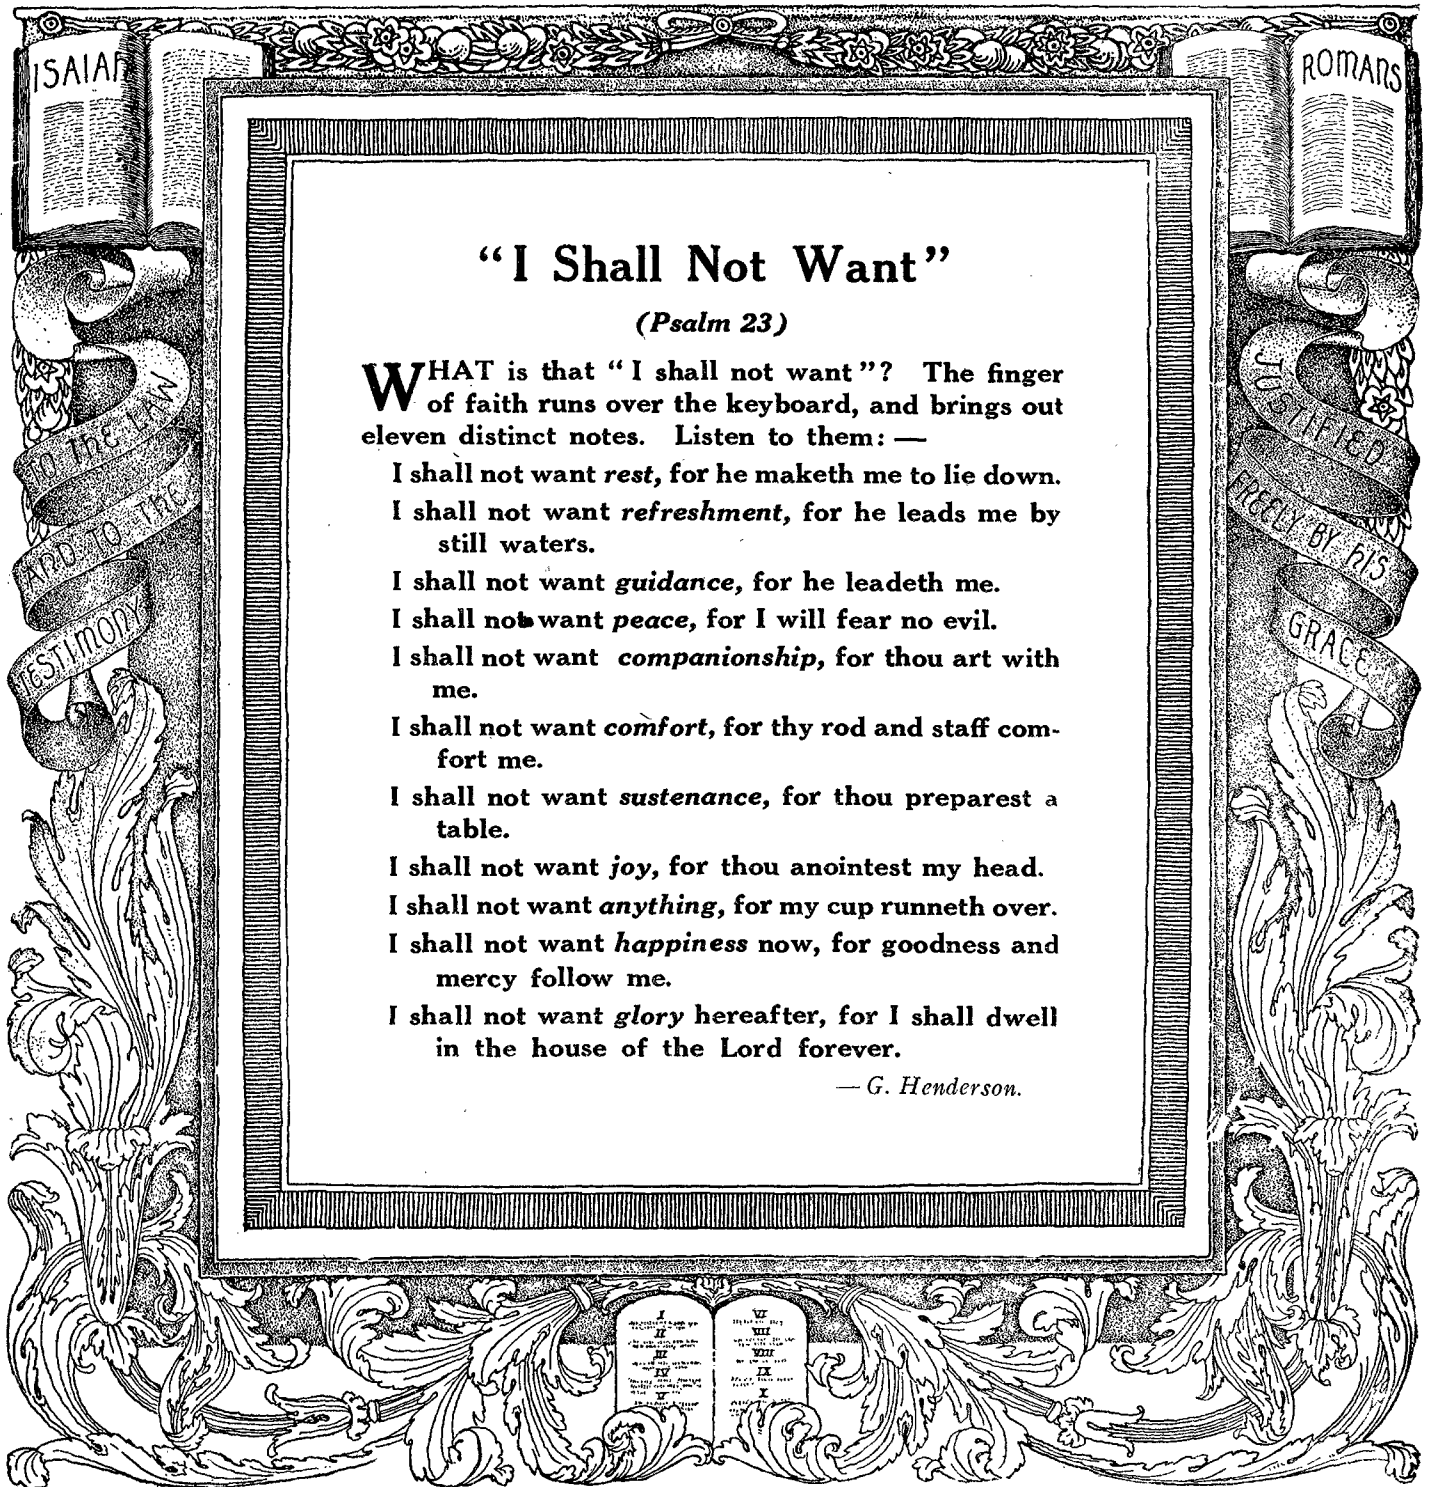 ISAIAH
ROMANS
TO THE LAW
AND TO THE
TESTIMONY
JUSTIFIED
FREELY BY HIS
GRACE
“I Shall Not Want”
(Psalm 23)
WHAT is that “I shall not want”? The finger
of faith runs over the keyboard, and brings out
eleven distinct notes. Listen to them: —
I shall not want rest, for he maketh me to lie down.
I shall not want refreshment, for he leads me by
still waters.
I shall not want guidance, for he leadeth me.
I shall not want peace, for I will fear no evil.
I shall not want companionship, for thou art with
me.
I shall not want comfort, for thy rod and staff com-
fort me.
I shall not want sustenance, for thou preparest a
table.
I shall not want joy, for thou anointest my head.
I shall not want anything, for my cup runneth over.
I shall not want happiness now, for goodness and
mercy follow me.
I shall not want glory hereafter, for I shall dwell
in the house of the Lord forever.
— G. Henderson.
I
II
III
IV
V
VI
VII
VIII
IX
X